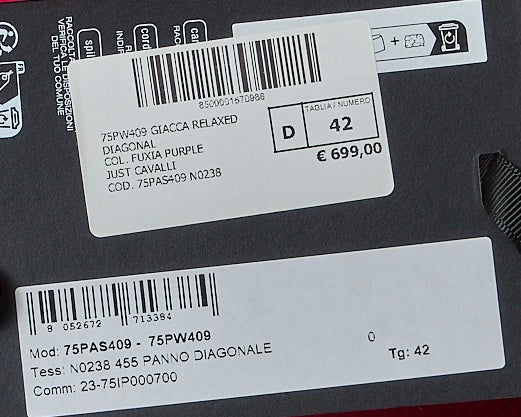 RACCOLTA
VERIFICA LE DISPOSIZIONI
DEL TUO COMUNE
FR
+
8500001670986
75PW409 GIACCA RELAXED
DIAGONAL
COL. FUXIA PURPLE
JUST CAVALLI
COD. 75PAS409 N0238
TAGLIA / NUMERO
D
42
€ 699,00
8 052672 713384
Mod: 75PAS409 - 75PW409
Tess: N0238 455 PANNO DIAGONALE
Comm: 23-75IP000700
0
Tg: 42